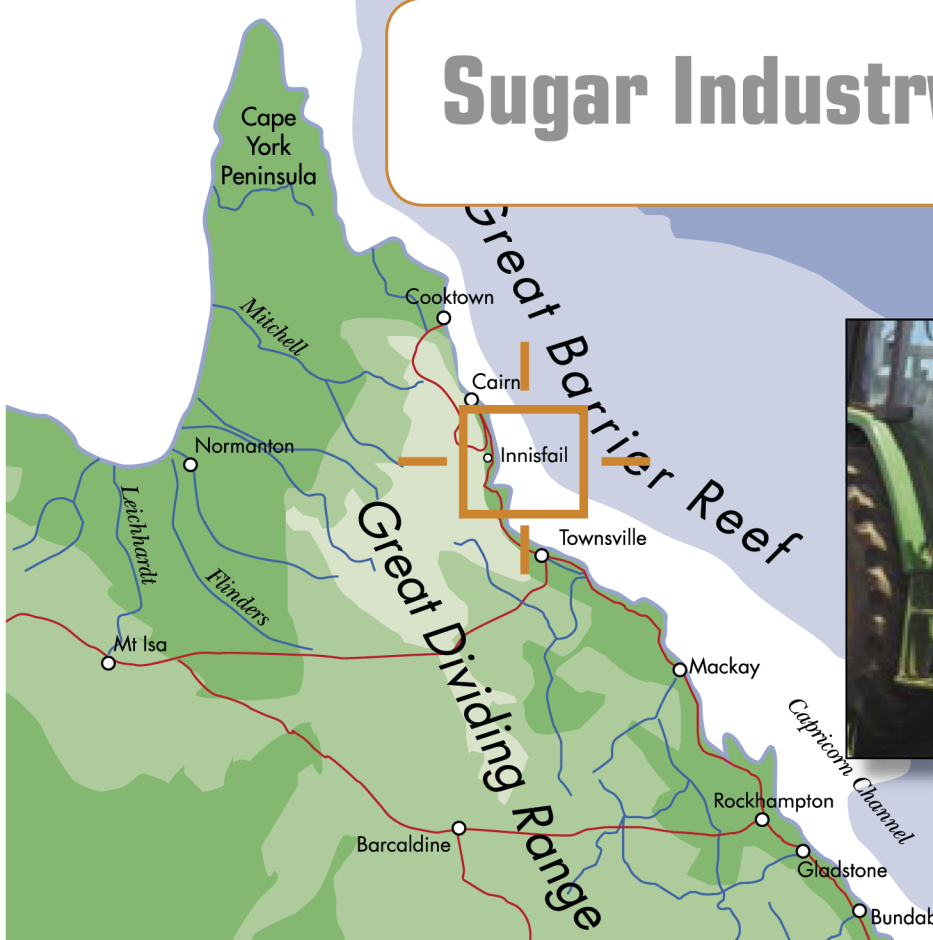 Sugar Industry
Cape
York
Peninsula
Great Barrier Reef
Cooktown
Mitchell
Cairn
Normanton
Innisfail
Leichhardt
Great Dividing Range
Townsville
Flinders
Mt Isa
Mackay
Capricorn Channel
Rockhampton
Barcaldine
Gladstone
Bundab